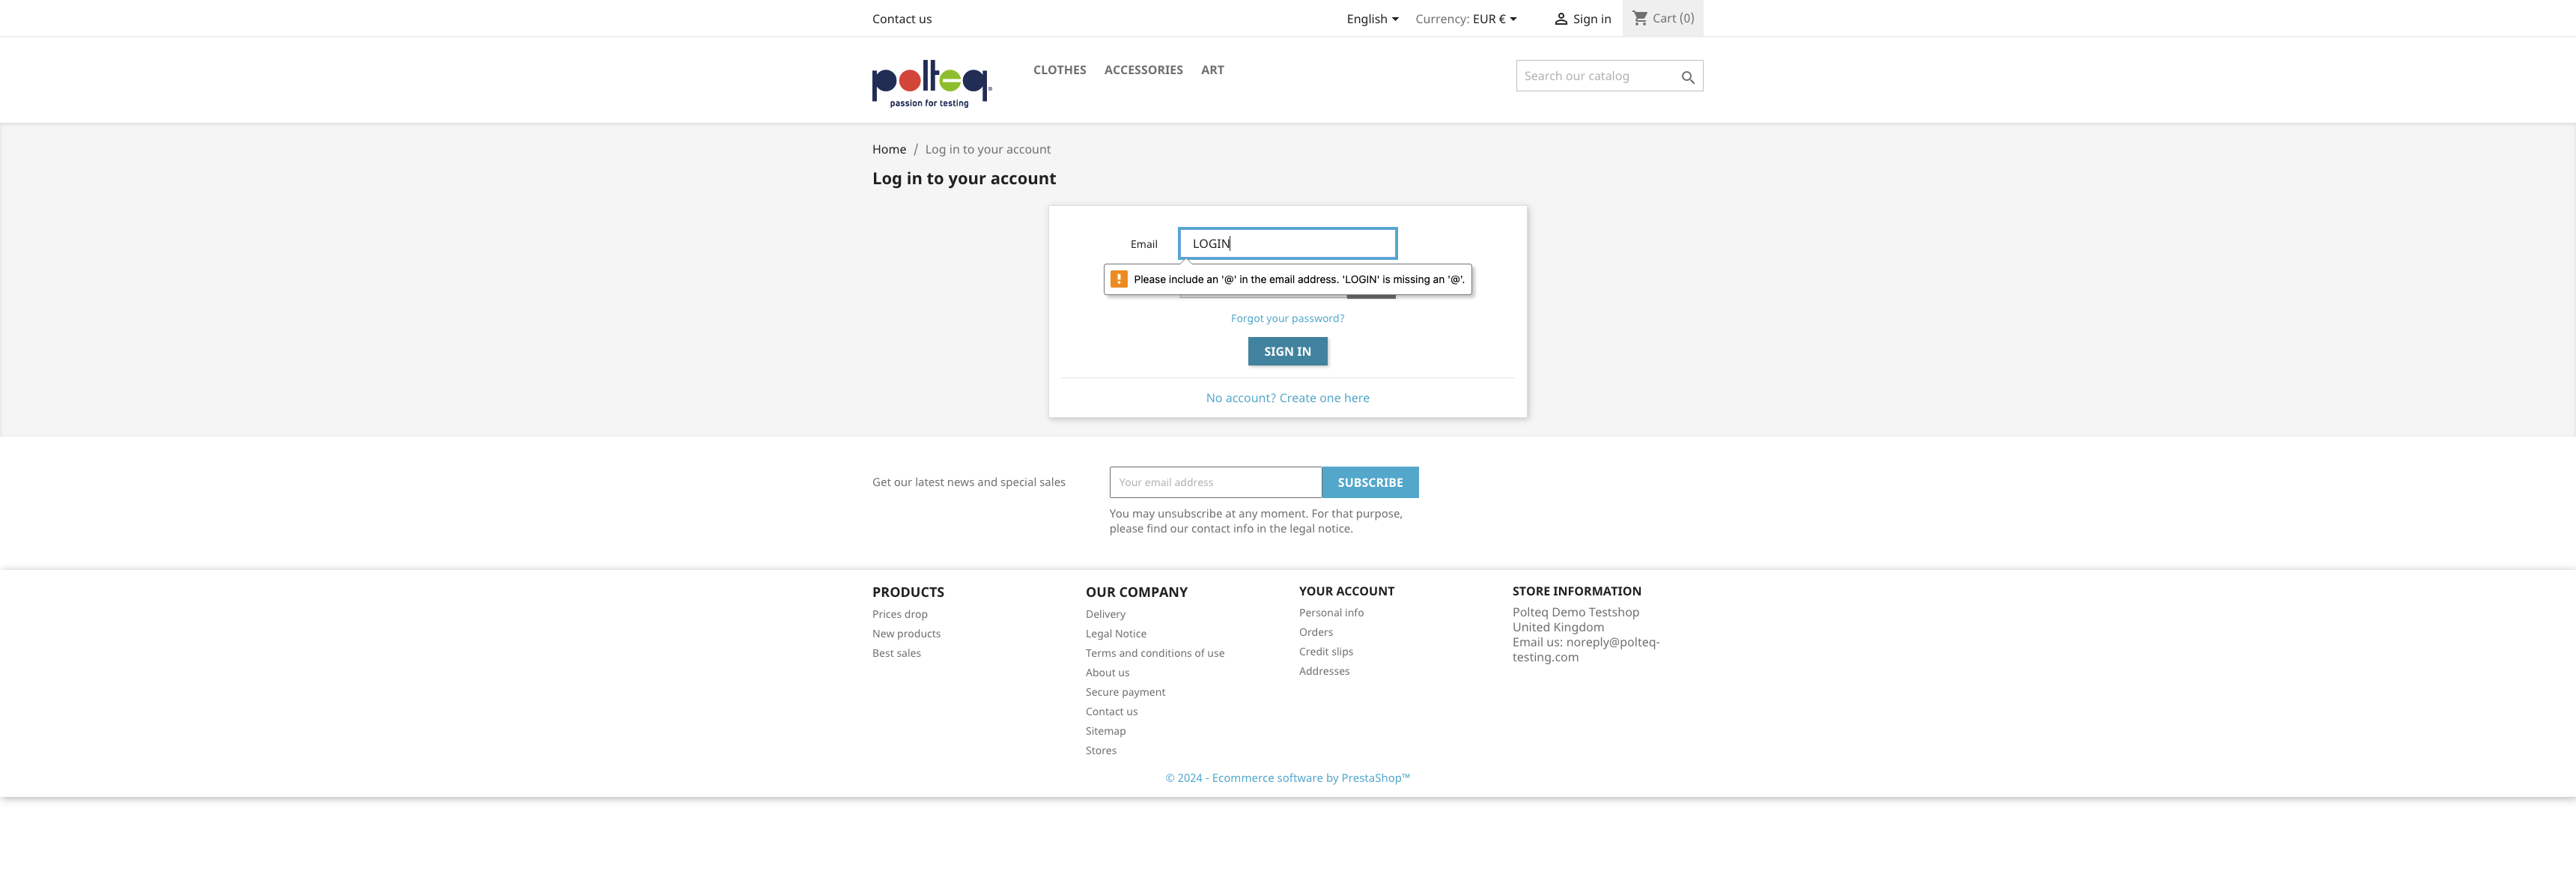 Contact us
English
Currency: EUR €
Sign in
Cart (0)
polteq®
passion for testing
CLOTHES
ACCESSORIES
ART
Search our catalog
Home / Log in to your account
Log in to your account
Email
LOGIN
Please include an '@' in the email address. 'LOGIN' is missing an '@'.
Forgot your password?
SIGN IN
No account? Create one here
Get our latest news and special sales
Your email address
SUBSCRIBE
You may unsubscribe at any moment. For that purpose,
please find our contact info in the legal notice.
PRODUCTS
Prices drop
New products
Best sales
OUR COMPANY
Delivery
Legal Notice
Terms and conditions of use
About us
Secure payment
Contact us
Sitemap
Stores
YOUR ACCOUNT
Personal info
Orders
Credit slips
Addresses
STORE INFORMATION
Polteq Demo Testshop
United Kingdom
Email us: noreply@polteq-
testing.com
© 2024 - Ecommerce software by PrestaShop™